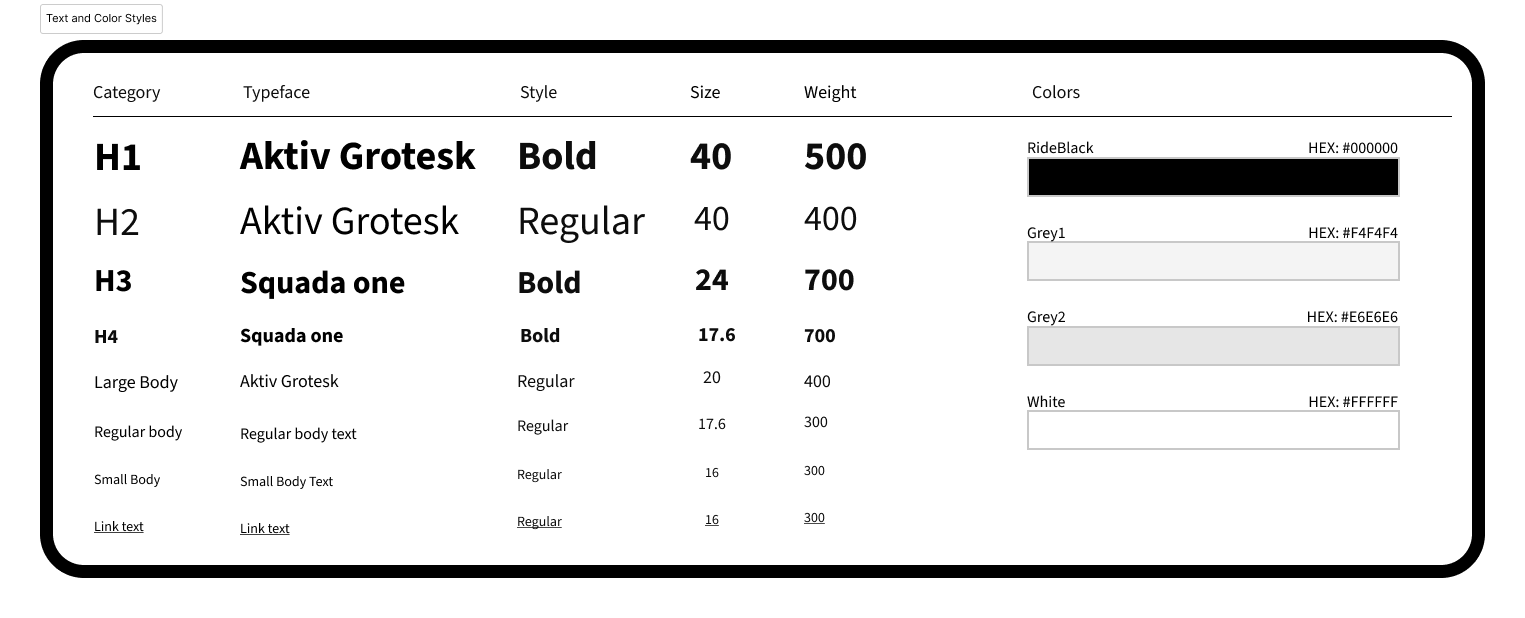 Text and Color Styles
Category Typeface Style Size Weight Colors
H1 Aktiv Grotesk Bold 40 500
H2 Aktiv Grotesk Regular 40 400
H3 Squada one Bold 24 700
H4 Squada one Bold 17.6 700
Large Body Aktiv Grotesk Regular 20 400
Regular body Regular body text Regular 17.6 300
Small Body Small Body Text Regular 16 300
Link text Link text Regular 16 300
RideBlack HEX: #000000
Grey1 HEX: #F4F4F4
Grey2 HEX: #E6E6E6
White HEX: #FFFFFF